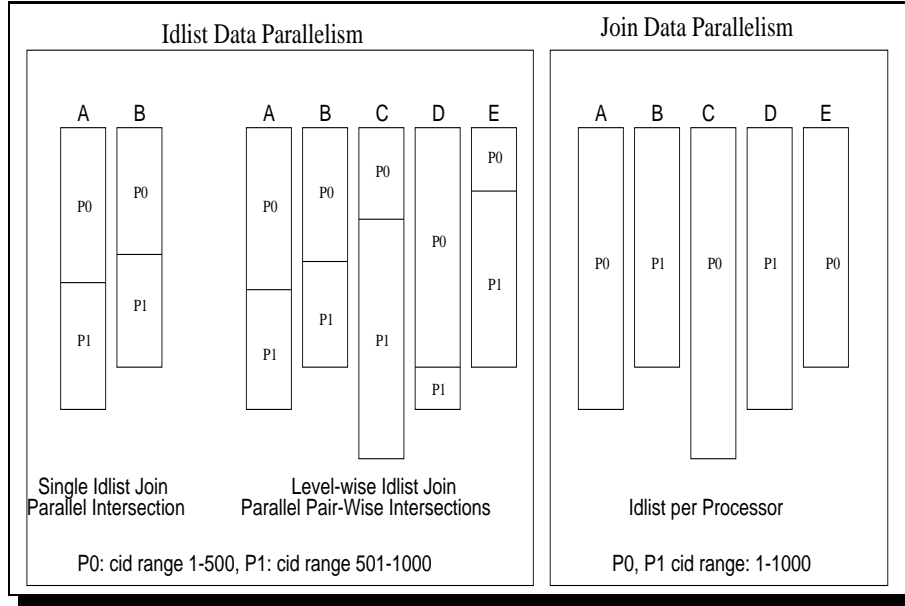 Idlist Data Parallelism
Join Data Parallelism
A B
A B C D E
A B C D E
P0 P0
P1 P1
P0 P0 P0 P0 P0
P1 P1 P1 P1 P1
P0 P1 P0 P1 P0
Single Idlist Join
Parallel Intersection
Level-wise Idlist Join
Parallel Pair-Wise Intersections
Idlist per Processor
P0: cid range 1-500, P1: cid range 501-1000
P0, P1 cid range: 1-1000